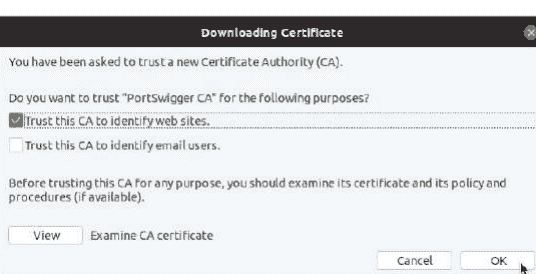 Downloading Certificate
You have been asked to trust a new Certificate Authority (CA).
Do you want to trust "PortSwigger CA" for the following purposes?
Trust this CA to identify web sites.
Trust this CA to identify email users.
Before trusting this CA for any purpose, you should examine its certificate and its policy and
procedures (if available).
View Examine CA certificate
Cancel OK